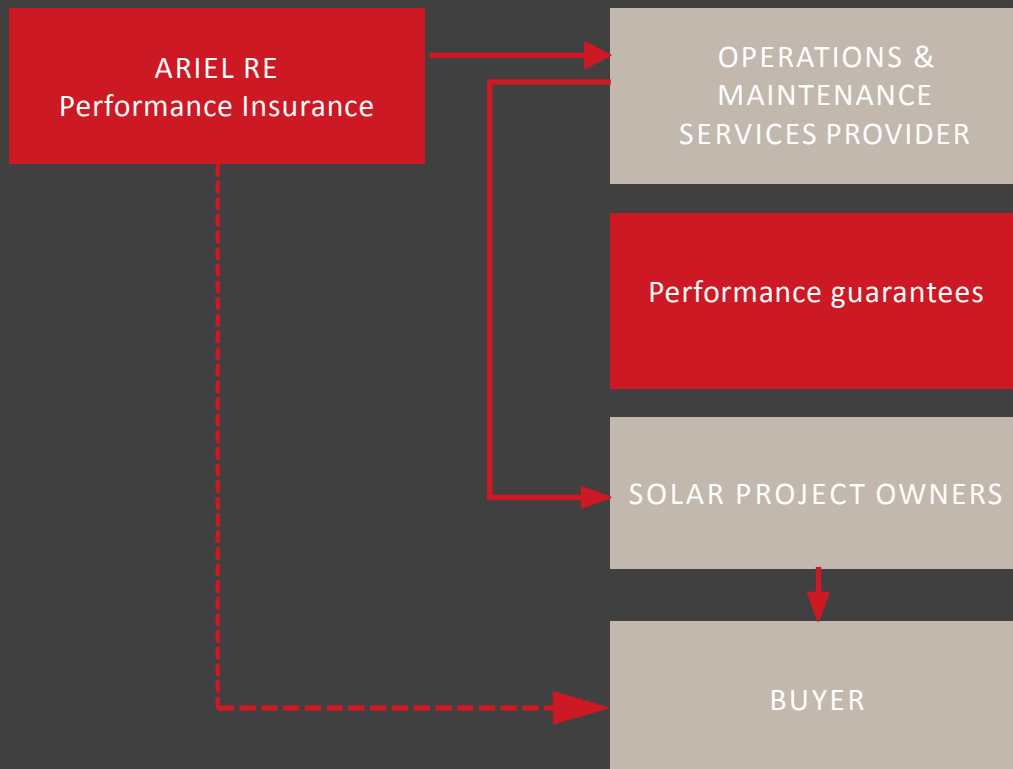 ARIEL RE
Performance Insurance
OPERATIONS &
MAINTENANCE
SERVICES PROVIDER
Performance guarantees
SOLAR PROJECT OWNERS
BUYER